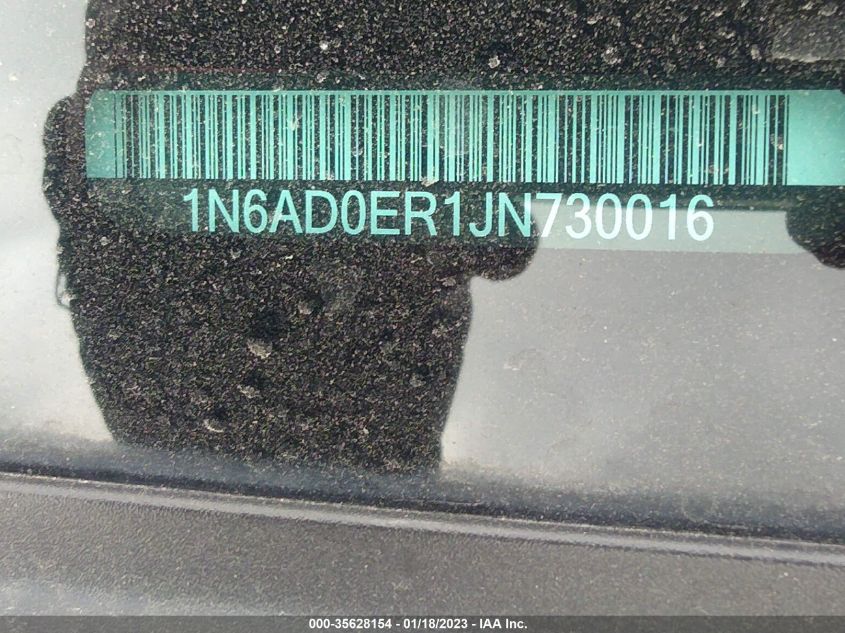 1N6AD0ER1JN730016
000-35628154 - 01/18/2023 - IAA Inc.